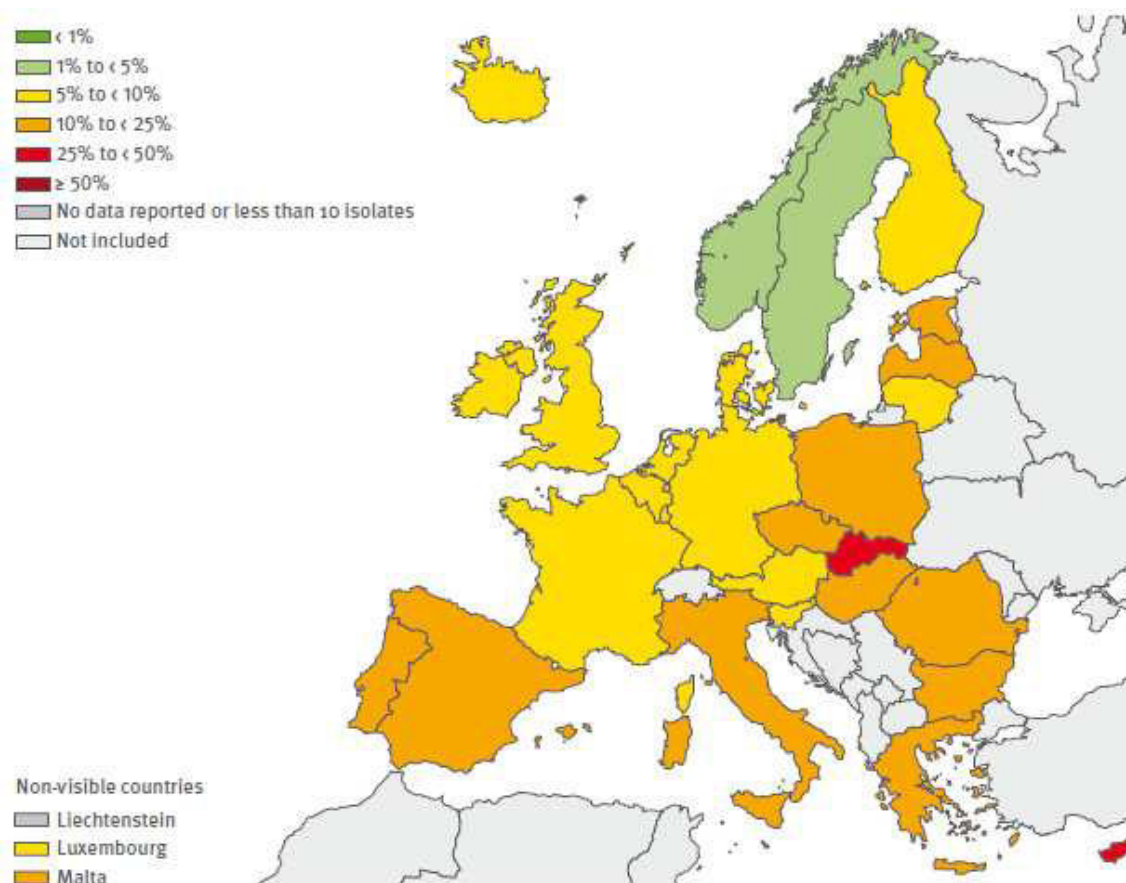 < 1%
1% to < 5%
5% to < 10%
10% to < 25%
25% to < 50%
≥ 50%
No data reported or less than 10 isolates
Not included
Non-visible countries
Liechtenstein
Luxembourg
Malta